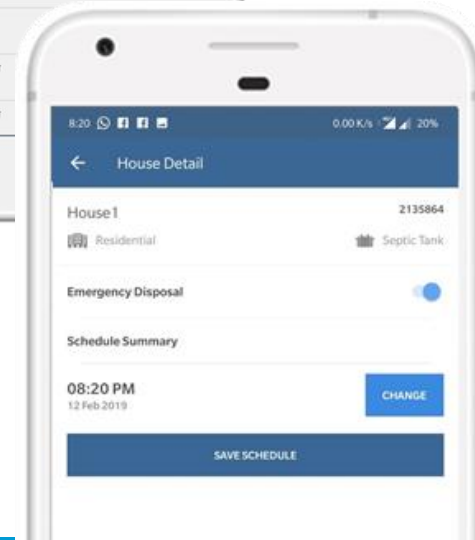 8:20 0.00 K/s 20%
House Detail
House1 2135864
Residential Septic Tank
Emergency Disposal
Schedule Summary
08:20 PM
12 Feb 2019
CHANGE
SAVE SCHEDULE